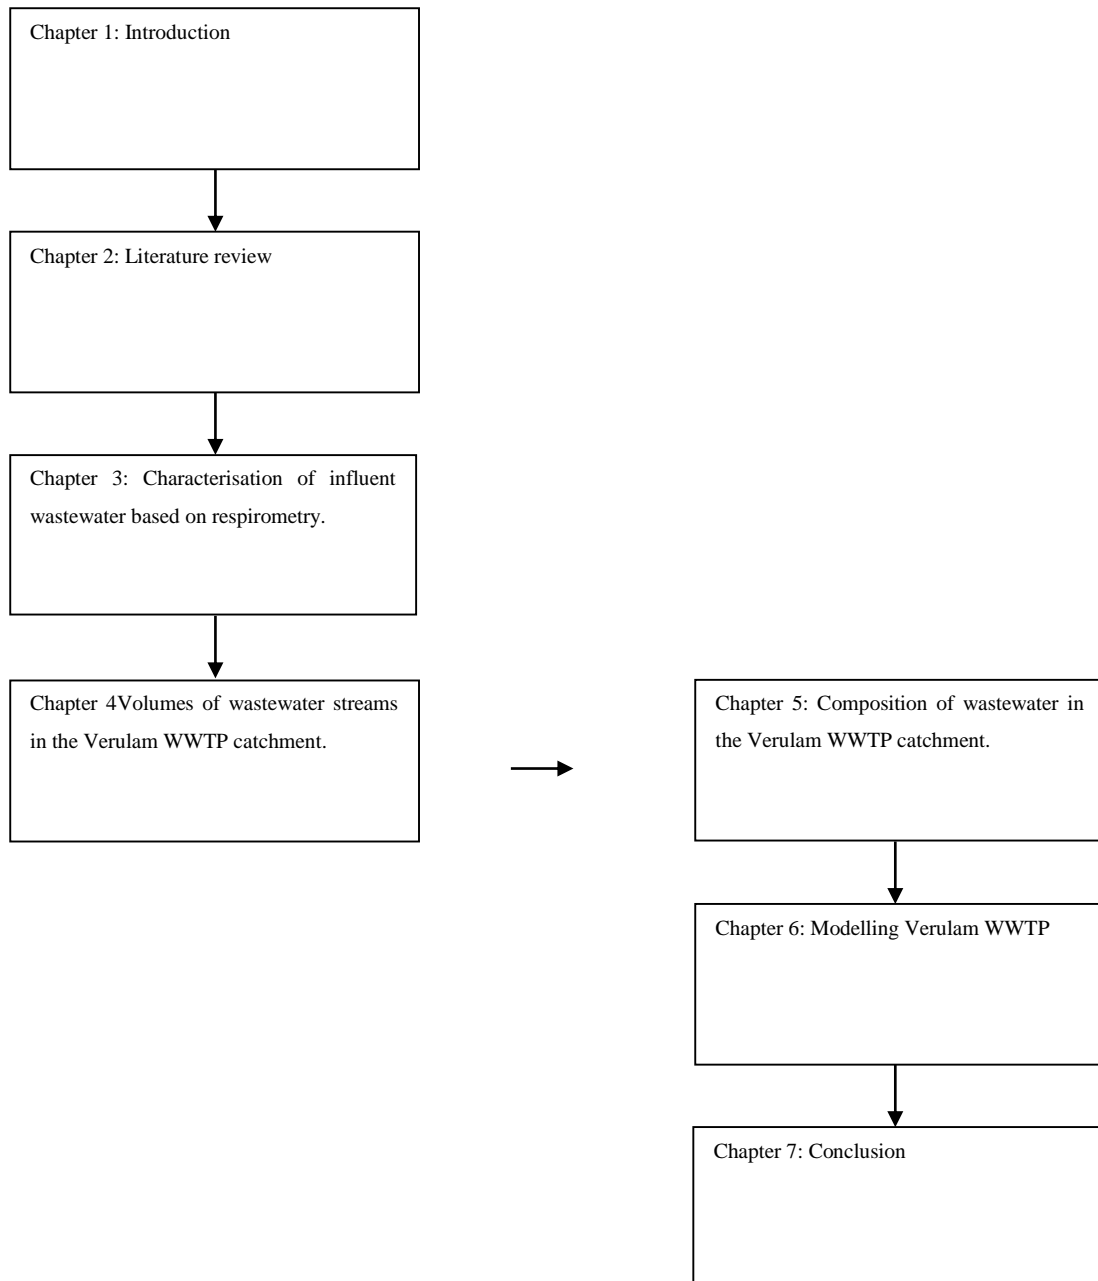 Chapter 1: Introduction
Chapter 2: Literature review
Chapter 3: Characterisation of influent
wastewater based on respirometry.
Chapter 4Volumes of wastewater streams
in the Verulam WWTP catchment.
Chapter 5: Composition of wastewater in
the Verulam WWTP catchment.
Chapter 6: Modelling Verulam WWTP
Chapter 7: Conclusion